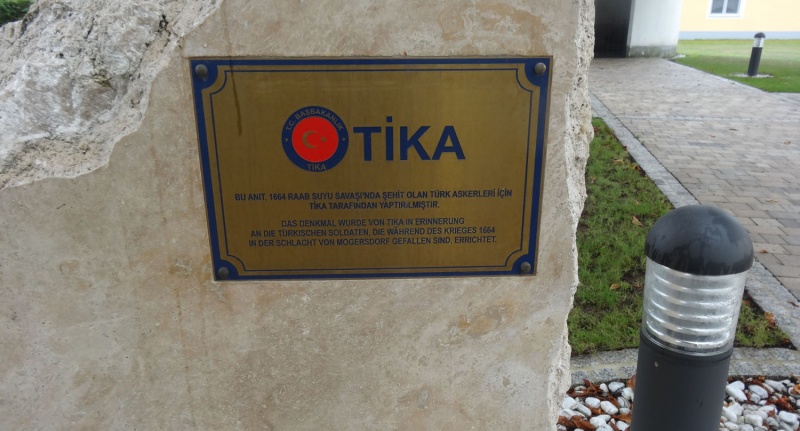 T.C. BAŞBAKANLIK
TİKA
TİKA
BU ANIT, 1664 RAAB SUYU SAVAŞI'NDA ŞEHİT OLAN TÜRK ASKERLERİ İÇİN
TİKA TARAFINDAN YAPTIRILMIŞTIR.
DAS DENKMAL WURDE VON TIKA IN ERINNERUNG
AN DIE TÜRKISCHEN SOLDATEN, DIE WÄHREND DES KRIEGES 1664
IN DER SCHLACHT VON MOGERSDORF GEFALLEN SIND, ERRICHTET.